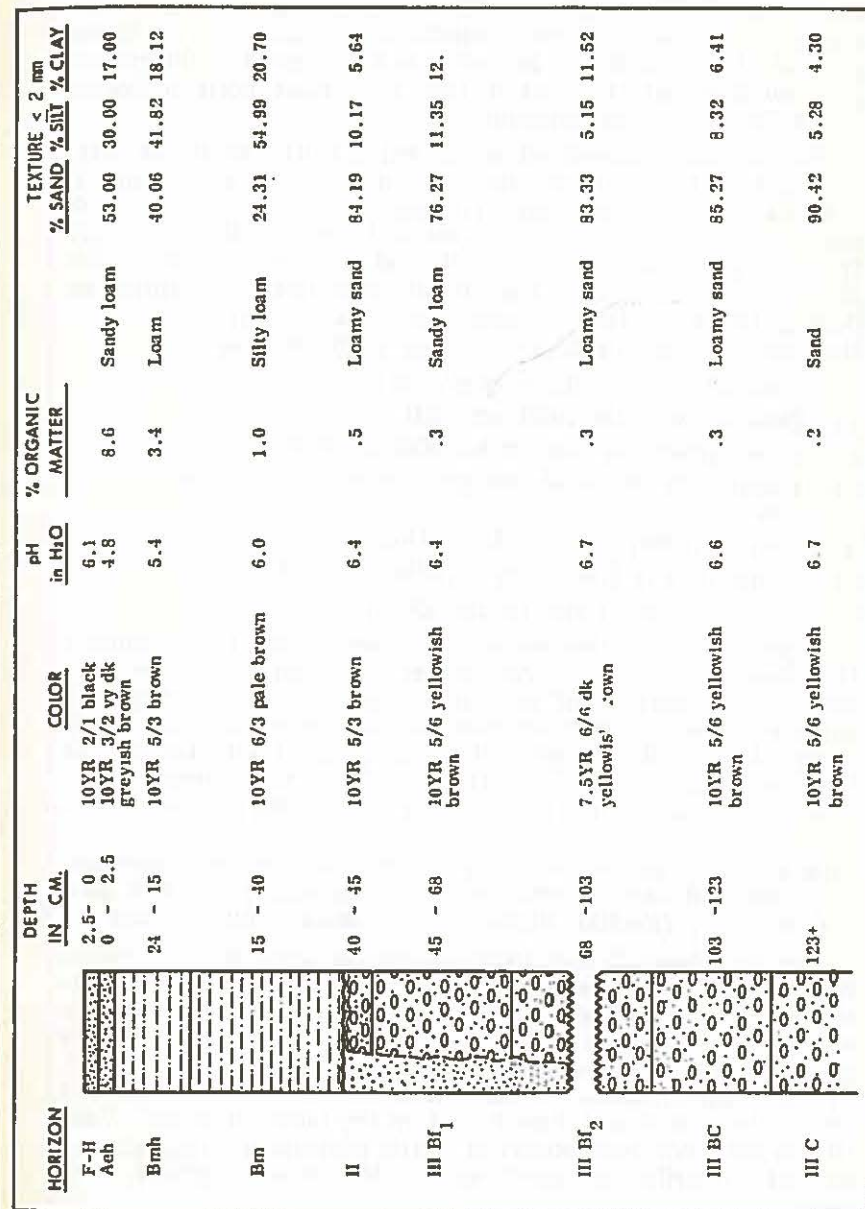 DEPTH pH % ORGANIC TEXTURE ≤ 2 mm
HORIZON IN CM. COLOR in H2O MATTER % SAND % SILT % CLAY
F-H 2.5- 0 10YR 2/1 black 6.1
Aeh 0 - 2.5 10YR 4/2 vy dk 4.8 8.6 Sandy loam 53.00 30.00 17.00
greyish brown
Bmh 24 - 15 10YR 5/3 brown 5.4 3.4 Loam 40.06 41.82 18.12
Bm 15 -40 10YR 6/3 pale brown 6.0 1.0 Silty loam 24.31 54.99 20.70
II 40 -45 10YR 5/3 brown 6.4 .5 Loamy sand 84.19 10.17 5.64
III Bf1 45 -68 10YR 5/6 yellowish 6.4 .3 Sandy loam 76.27 11.35
brown
III Bf2 68 -103 7.5YR 6/6 dk 6.7 .3 Loamy sand 83.33 5.15 11.52
III BC 103 -123 10YR 5/6 yellowish 6.6 .3 Loamy sand 85.27 8.32 6.41
brown
III C 123+ 10YR 5/6 yellowish 6.7 .2 Sand 90.42 5.28 4.30
brown